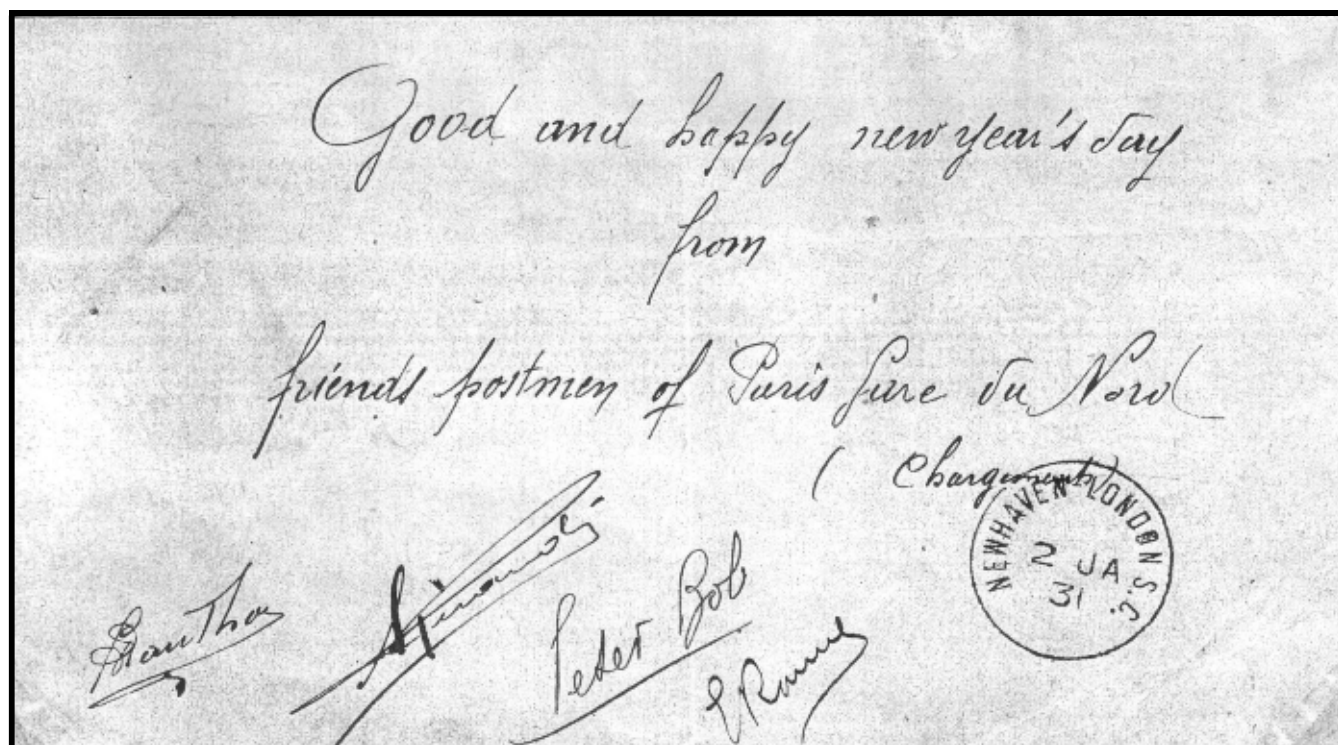 Good and happy new year's day
from
friends postmen of Paris Gare du Nord
( Chargements)
NEWHAVEN LONDON S.C.
2 JA
31
Peter Bob